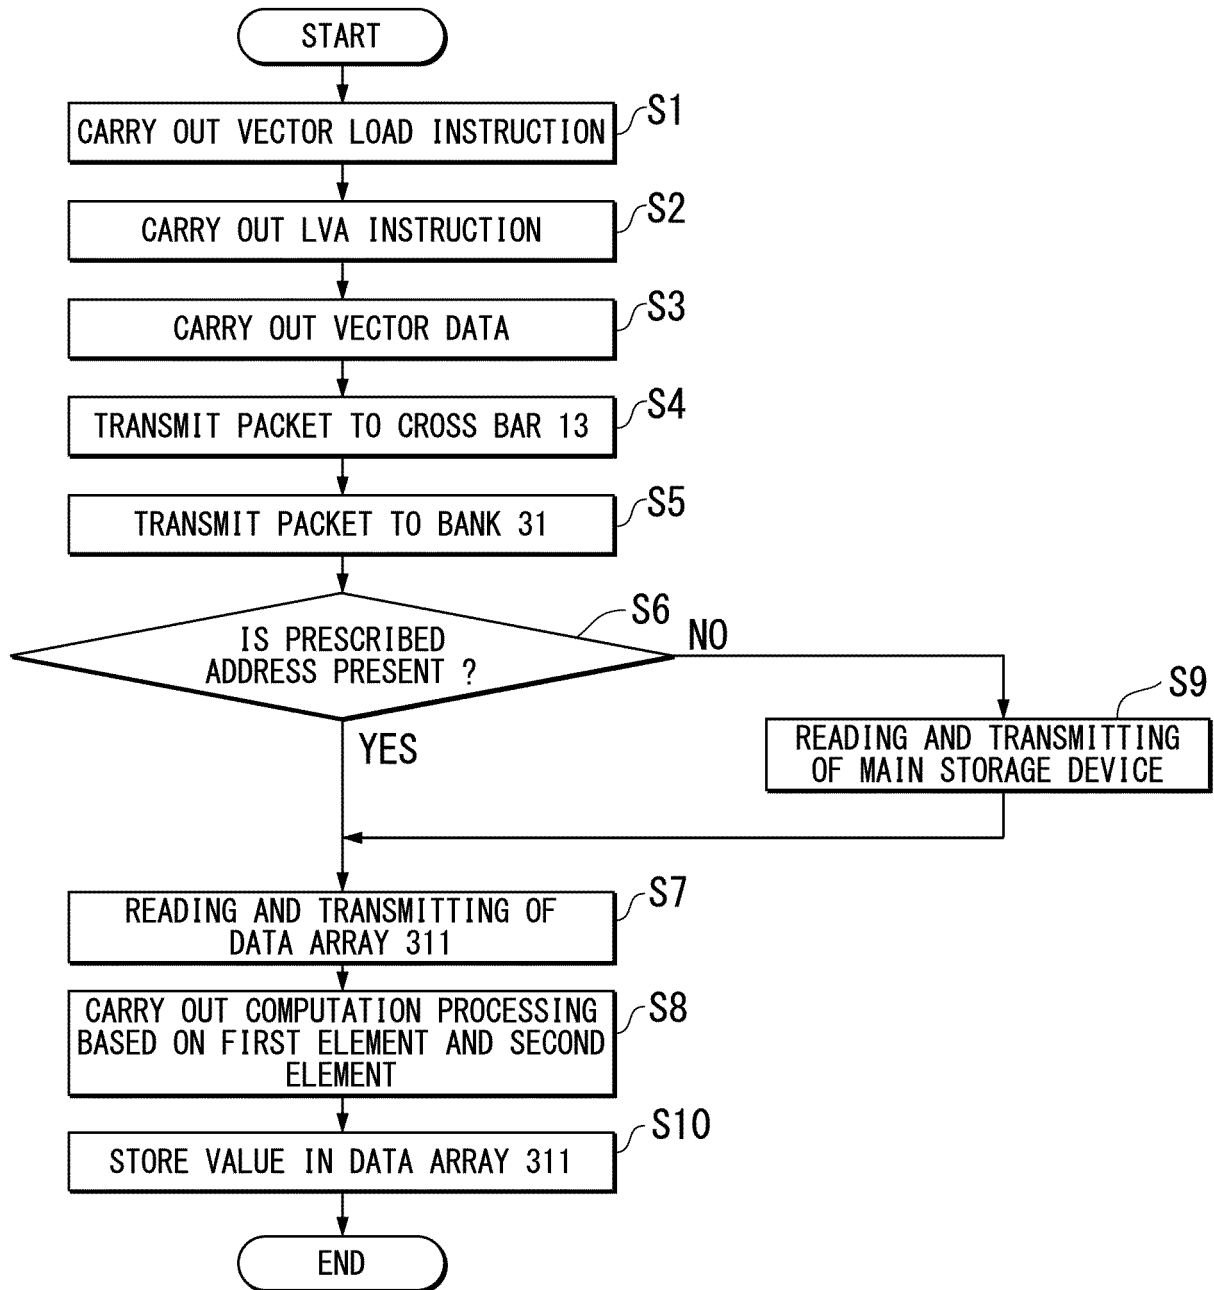 START
CARRY OUT VECTOR LOAD INSTRUCTION
S1
CARRY OUT LVA INSTRUCTION
S2
CARRY OUT VECTOR DATA
S3
TRANSMIT PACKET TO CROSS BAR 13
S4
TRANSMIT PACKET TO BANK 31
S5
IS PRESCRIBED
ADDRESS PRESENT ?
S6
NO
YES
READING AND TRANSMITTING
OF MAIN STORAGE DEVICE
S9
READING AND TRANSMITTING OF
DATA ARRAY 311
S7
CARRY OUT COMPUTATION PROCESSING
BASED ON FIRST ELEMENT AND SECOND
ELEMENT
S8
STORE VALUE IN DATA ARRAY 311
S10
END